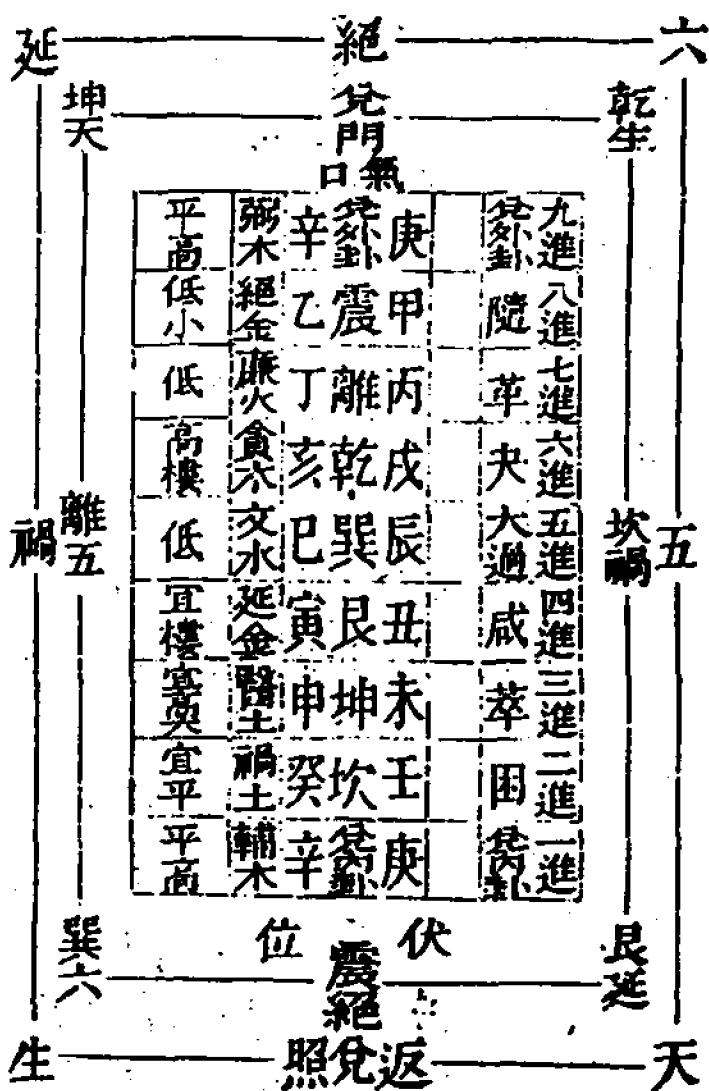 六 絕 延
乾生 兌門 坤天
氣口
九進 兌外卦 庚 兌外卦 辛 弼木 平高
八進 隨 甲 震 乙 絕金 低小
七進 革 丙 離 丁 廉火 低
六進 夬 戌 乾 亥 貪木 高樓
五進 大過 辰 巽 巳 文水 低
四進 咸 丑 艮 寅 延金 宜樓
三進 萃 未 坤 申 醫土
二進 困 壬 坎 癸 禍土 宜平
一進 兌內卦 庚 兌內卦 辛 輔木 平高
五 坎禍 離五 禍
伏位
艮延 震絕 巽六
天 返兌照 生